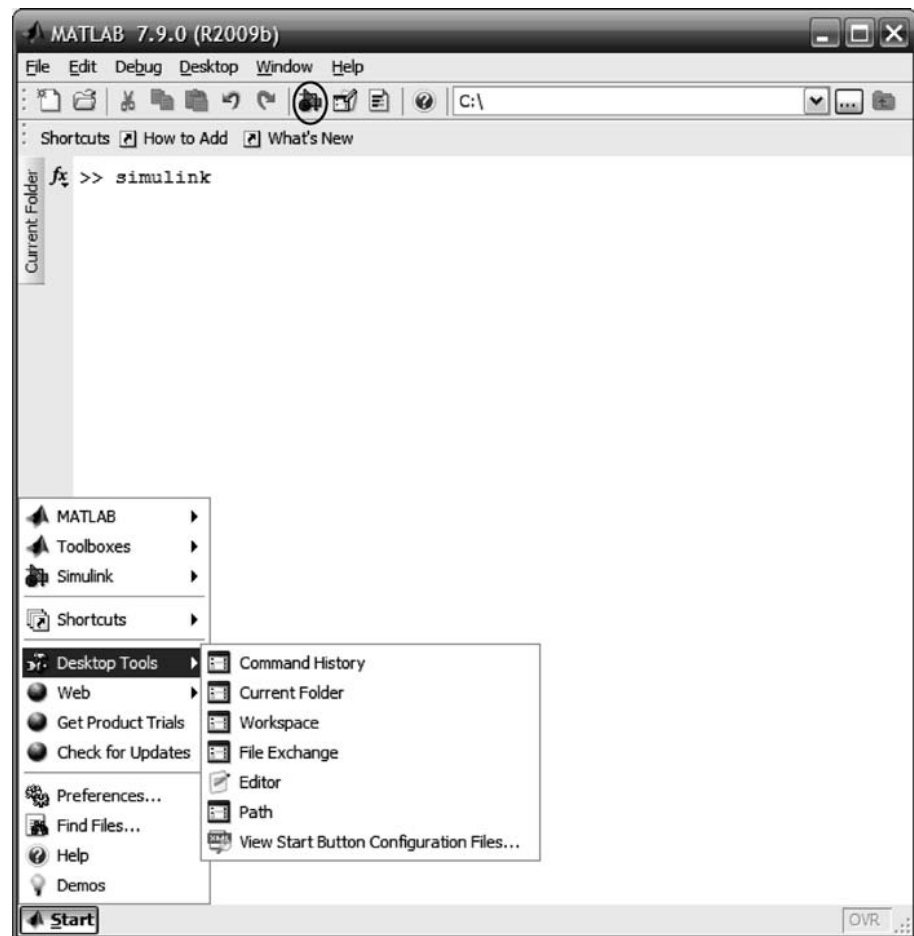 MATLAB 7.9.0 (R2009b)
File Edit Debug Desktop Window Help
C:\
Shortcuts How to Add What's New
Current Folder
fx >> simulink
MATLAB
Toolboxes
Simulink
Shortcuts
Desktop Tools
Web
Get Product Trials
Check for Updates
Preferences...
Find Files...
Help
Demos
Command History
Current Folder
Workspace
File Exchange
Editor
Path
View Start Button Configuration Files...
Start
OVR